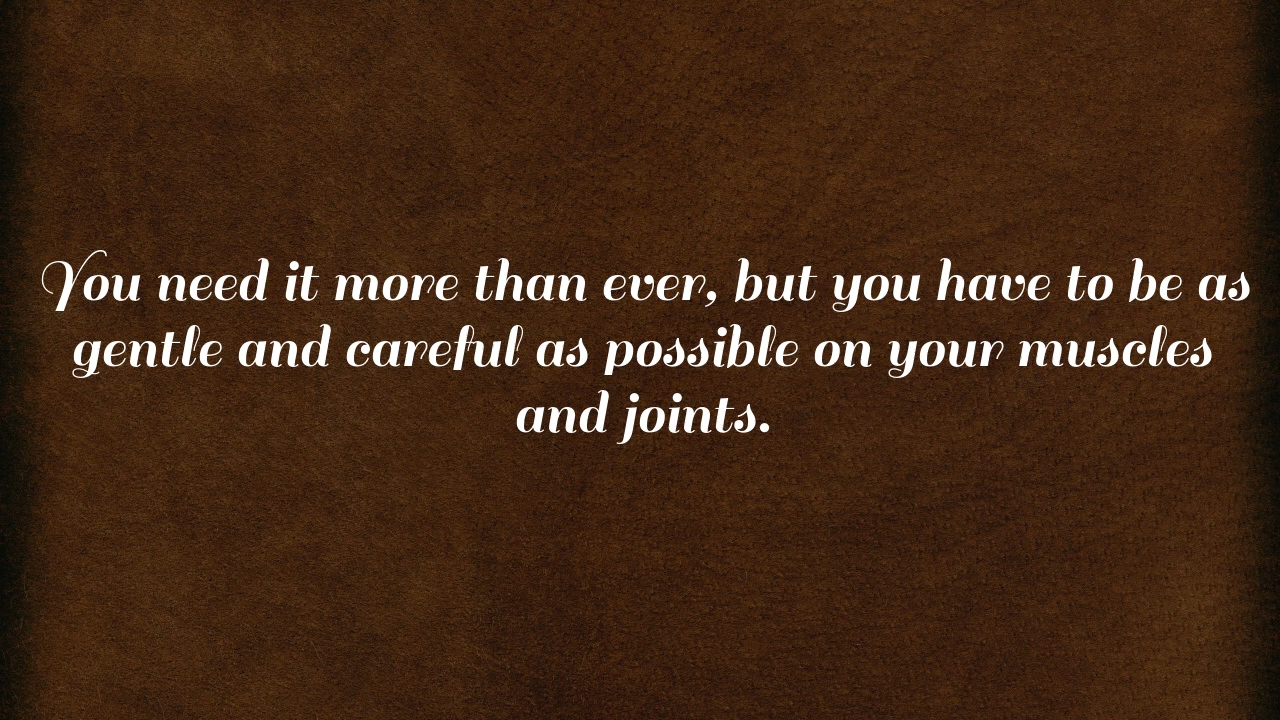 You need it more than ever, but you have to be as
gentle and careful as possible on your muscles
and joints.